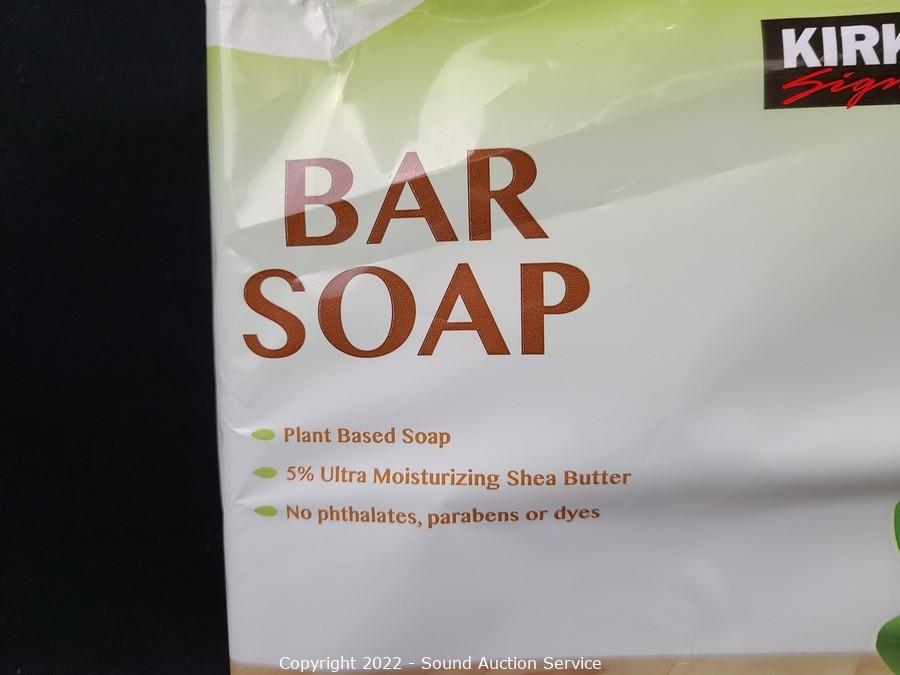 KIRK
Sign
BAR
SOAP
Plant Based Soap
5% Ultra Moisturizing Shea Butter
No phthalates, parabens or dyes
Copyright 2022 - Sound Auction Service